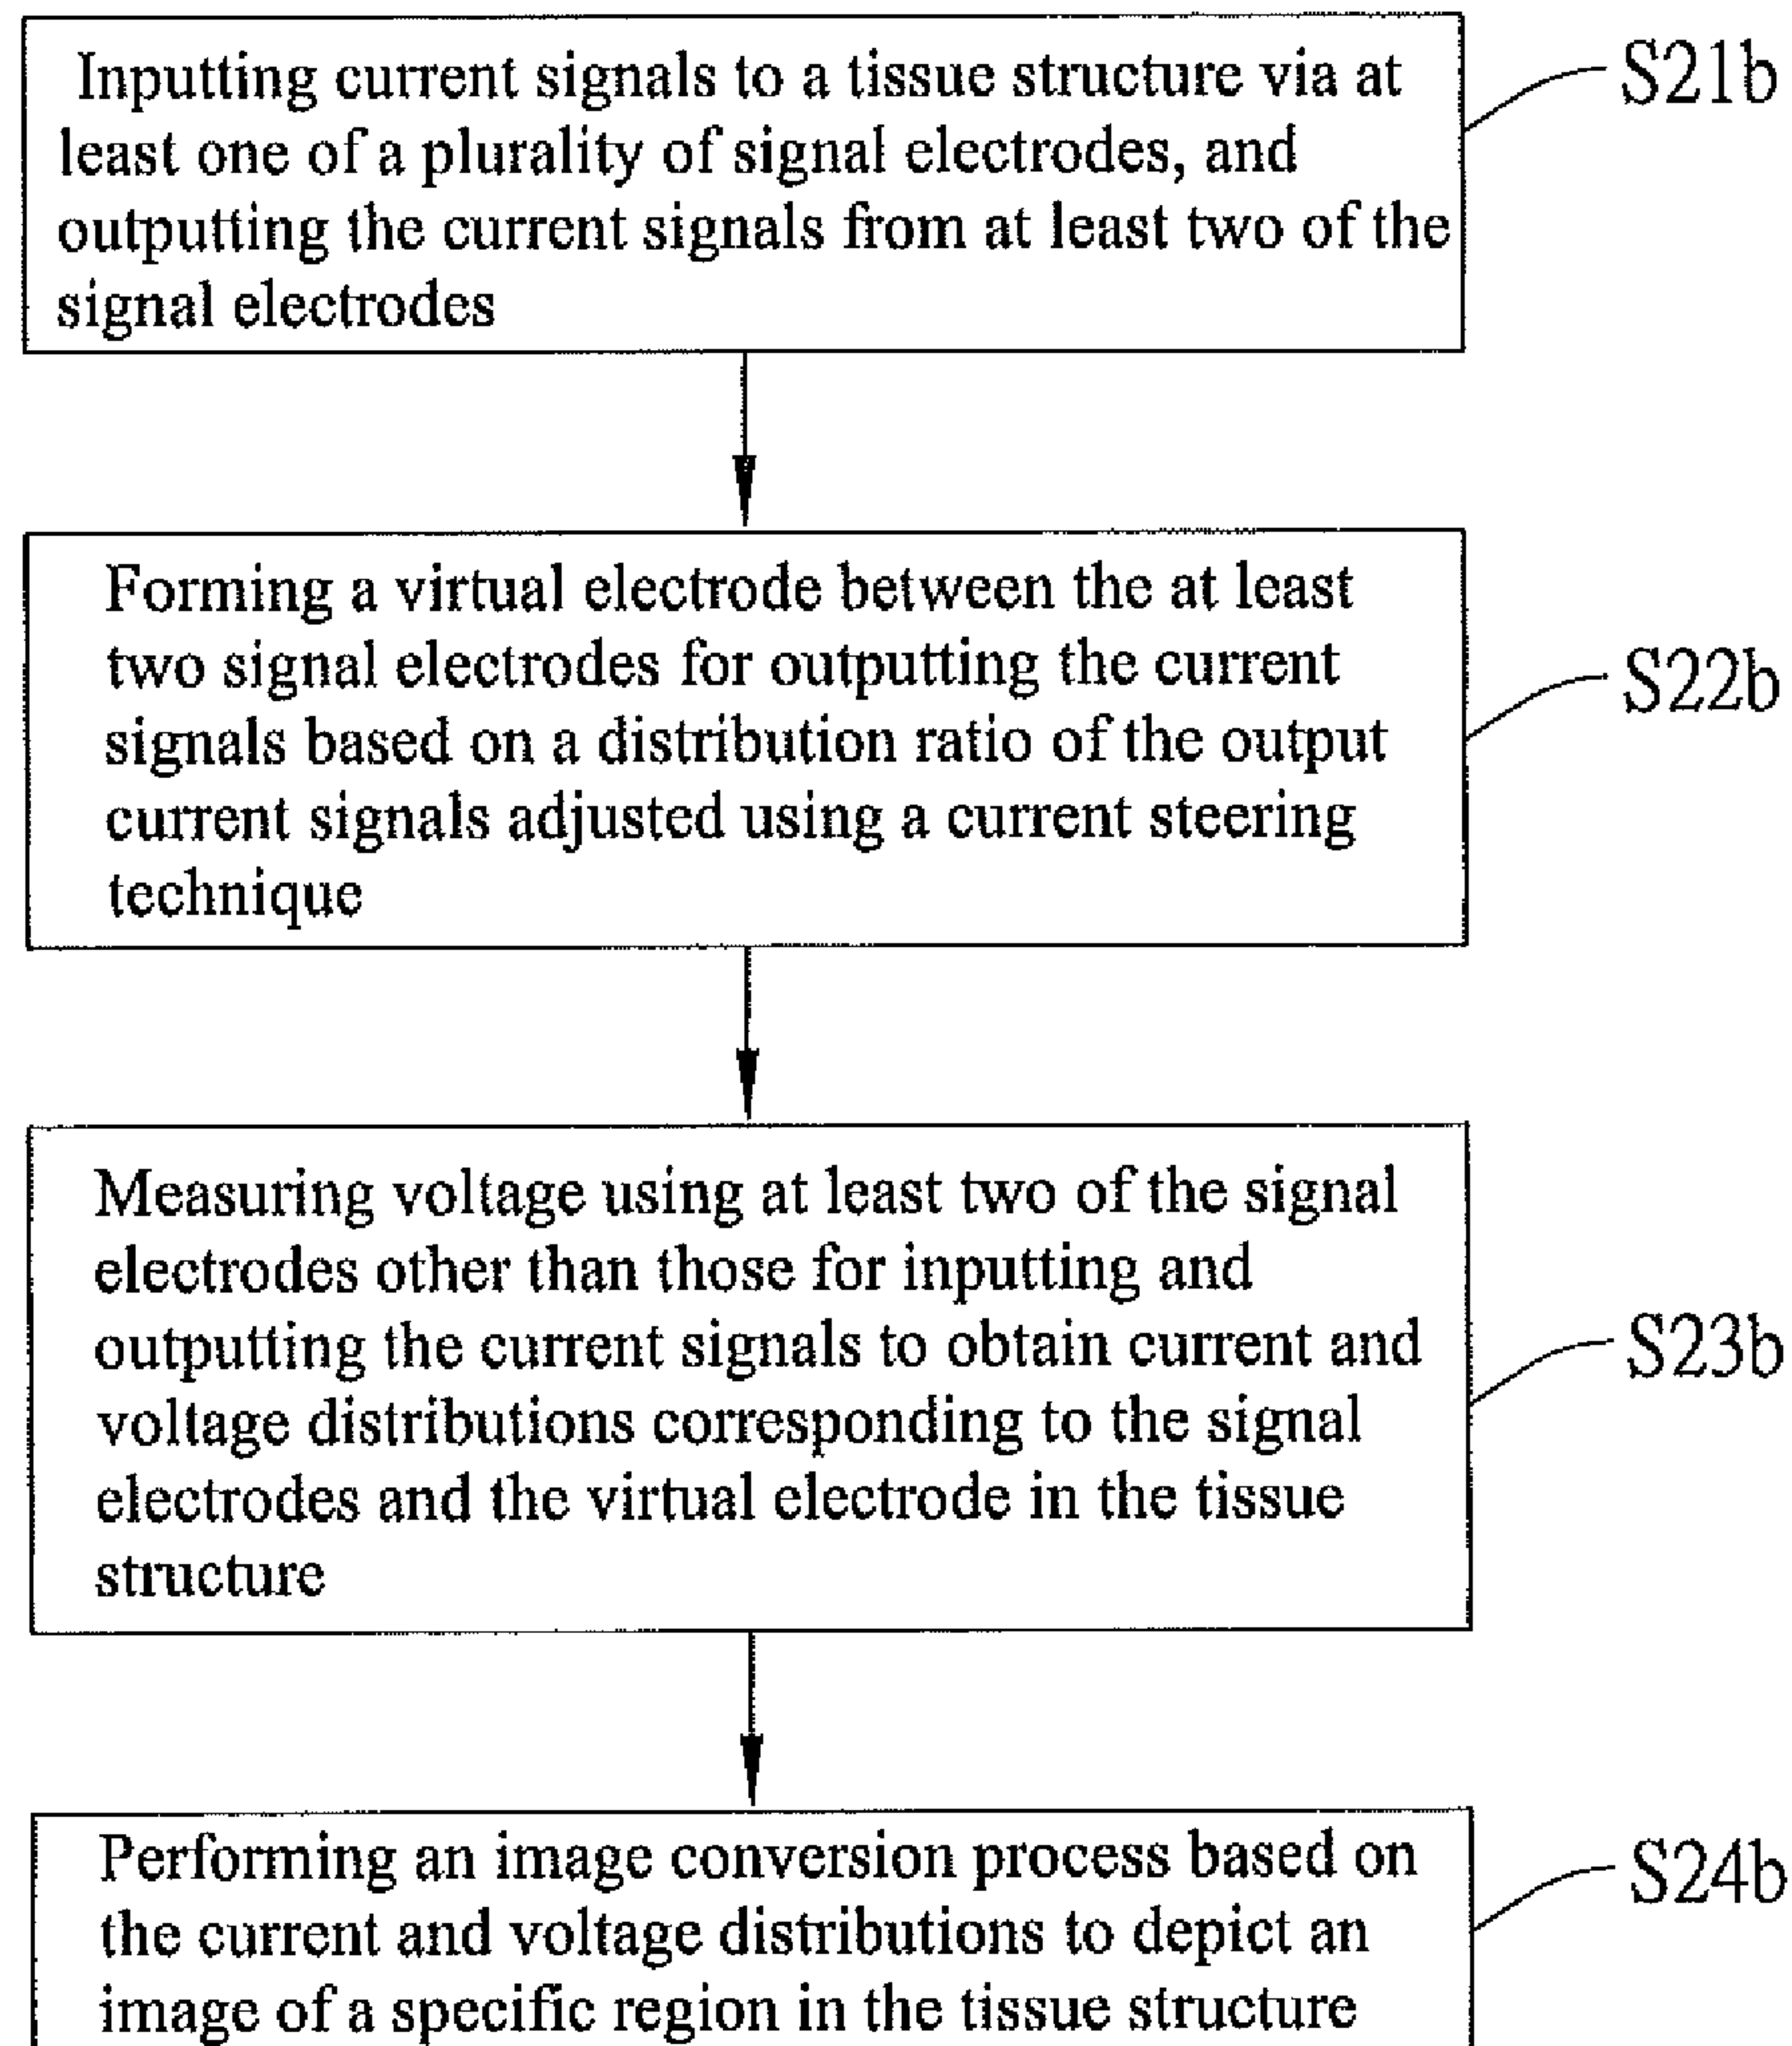 Inputting current signals to a tissue structure via at
least one of a plurality of signal electrodes, and
outputting the current signals from at least two of the
signal electrodes
S21b
Forming a virtual electrode between the at least
two signal electrodes for outputting the current
signals based on a distribution ratio of the output
current signals adjusted using a current steering
technique
S22b
Measuring voltage using at least two of the signal
electrodes other than those for inputting and
outputting the current signals to obtain current and
voltage distributions corresponding to the signal
electrodes and the virtual electrode in the tissue
structure
S23b
Performing an image conversion process based on
the current and voltage distributions to depict an
image of a specific region in the tissue structure
S24b